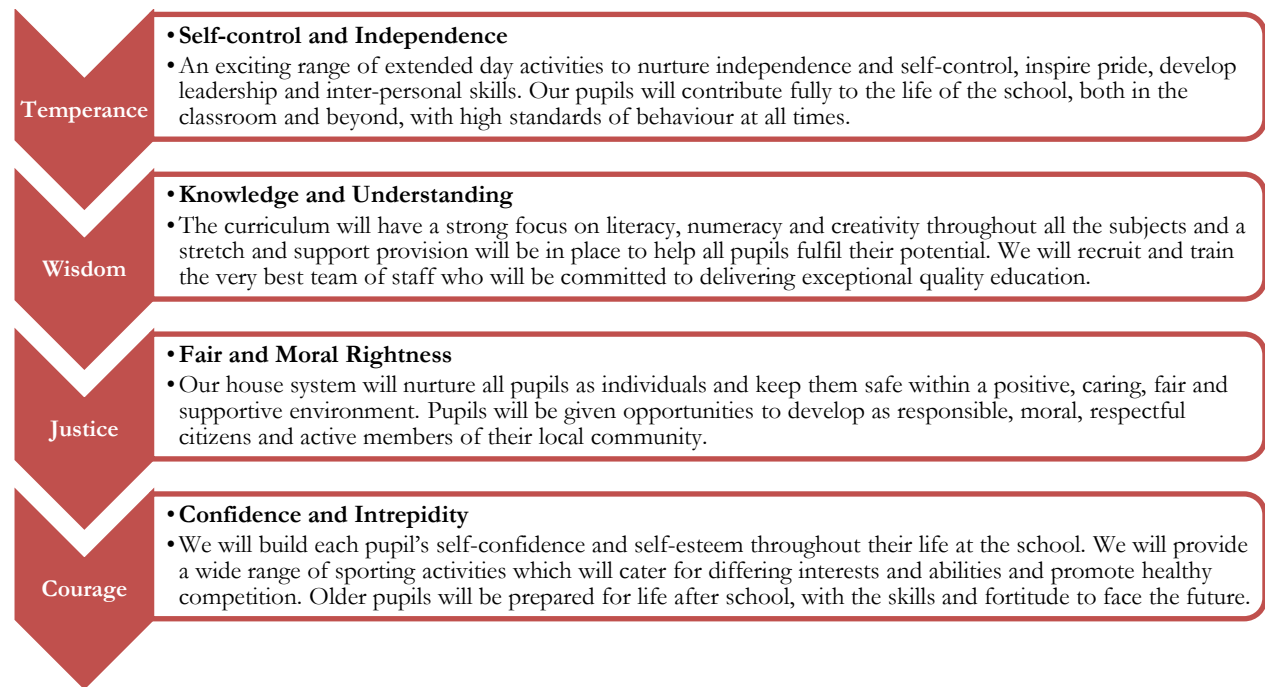 Temperance
• Self-control and Independence
• An exciting range of extended day activities to nurture independence and self-control, inspire pride, develop
leadership and inter-personal skills. Our pupils will contribute fully to the life of the school, both in the
classroom and beyond, with high standards of behaviour at all times.
Wisdom
• Knowledge and Understanding
• The curriculum will have a strong focus on literacy, numeracy and creativity throughout all the subjects and a
stretch and support provision will be in place to help all pupils fulfil their potential. We will recruit and train
the very best team of staff who will be committed to delivering exceptional quality education.
Justice
• Fair and Moral Rightness
• Our house system will nurture all pupils as individuals and keep them safe within a positive, caring, fair and
supportive environment. Pupils will be given opportunities to develop as responsible, moral, respectful
citizens and active members of their local community.
Courage
• Confidence and Intrepidity
• We will build each pupil’s self-confidence and self-esteem throughout their life at the school. We will provide
a wide range of sporting activities which will cater for differing interests and abilities and promote healthy
competition. Older pupils will be prepared for life after school, with the skills and fortitude to face the future.